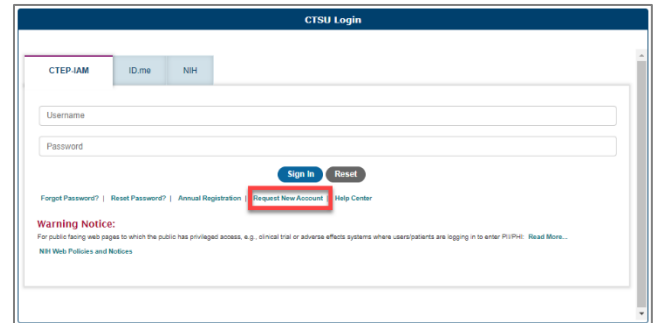 CTSU Login
CTEP-IAM ID.me NIH
Username
Password
Sign In Reset
Forgot Password? | Reset Password? | Annual Registration | Request New Account | Help Center
Warning Notice:
For public facing web pages to which the public has privileged access, e.g., clinical trial or adverse effects systems where users/patients are logging in to enter PII/PHI: Read More...
NIH Web Policies and Notices